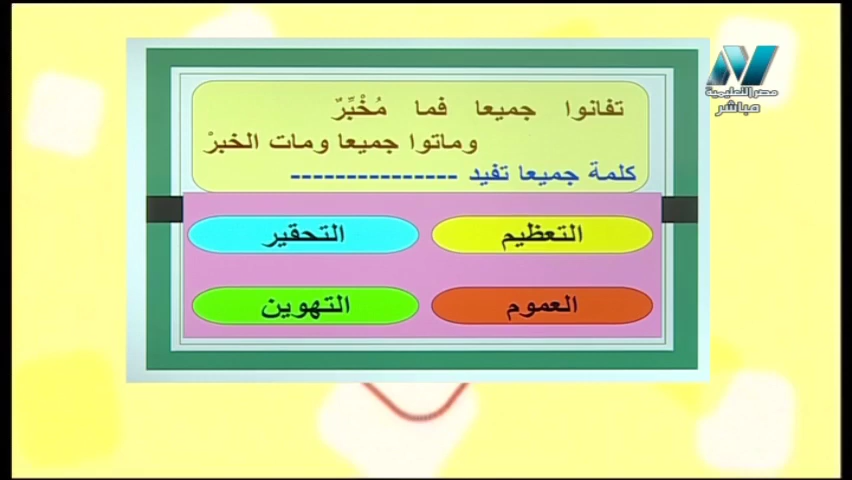 مصر التعليمية
مباشر
تفانوا جميعا فما مُخْبِّرٌ
وماتوا جميعا ومات الخبرْ
كلمة جميعا تفيد ---------------
التعظيم
التحقير
العموم
التهوين